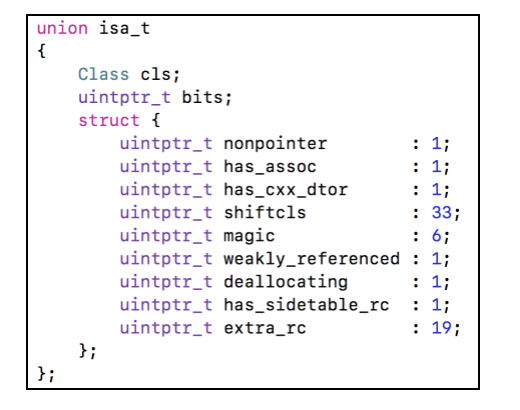 union isa_t
{
    Class cls;
    uintptr_t bits;
    struct {
        uintptr_t nonpointer        : 1;
        uintptr_t has_assoc         : 1;
        uintptr_t has_cxx_dtor      : 1;
        uintptr_t shiftcls          : 33;
        uintptr_t magic             : 6;
        uintptr_t weakly_referenced : 1;
        uintptr_t deallocating      : 1;
        uintptr_t has_sidetable_rc  : 1;
        uintptr_t extra_rc          : 19;
    };
};